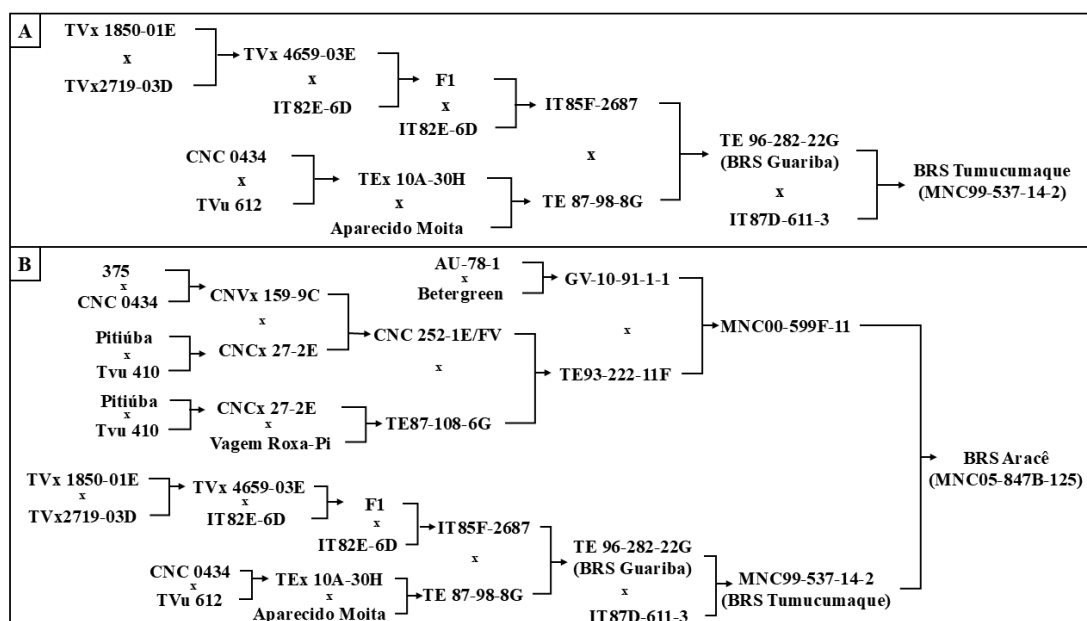 A
TVx 1850-01E
x
TVx2719-03D
TVx 4659-03E
x
IT82E-6D
F1
x
IT82E-6D
IT85F-2687
x
CNC 0434
x
TVu 612
TEx 10A-30H
x
Aparecido Moita
TE 87-98-8G
TE 96-282-22G
(BRS Guariba)
x
IT87D-611-3
BRS Tumucumaque
(MNC99-537-14-2)
B
375
x
CNC 0434
CNVx 159-9C
x
Pitiúba
x
Tvu 410
CNCx 27-2E
CNC 252-1E/FV
x
Pitiúba
x
Tvu 410
CNCx 27-2E
x
Vagem Roxa-Pi
TE87-108-6G
AU-78-1
x
Betergreen
GV-10-91-1-1
x
TE93-222-11F
MNC00-599F-11
TVx 1850-01E
x
TVx2719-03D
TVx 4659-03E
x
IT82E-6D
F1
x
IT82E-6D
IT85F-2687
x
CNC 0434
x
TVu 612
TEx 10A-30H
x
Aparecido Moita
TE 87-98-8G
TE 96-282-22G
(BRS Guariba)
x
IT87D-611-3
MNC99-537-14-2
(BRS Tumucumaque)
BRS Aracê
(MNC05-847B-125)